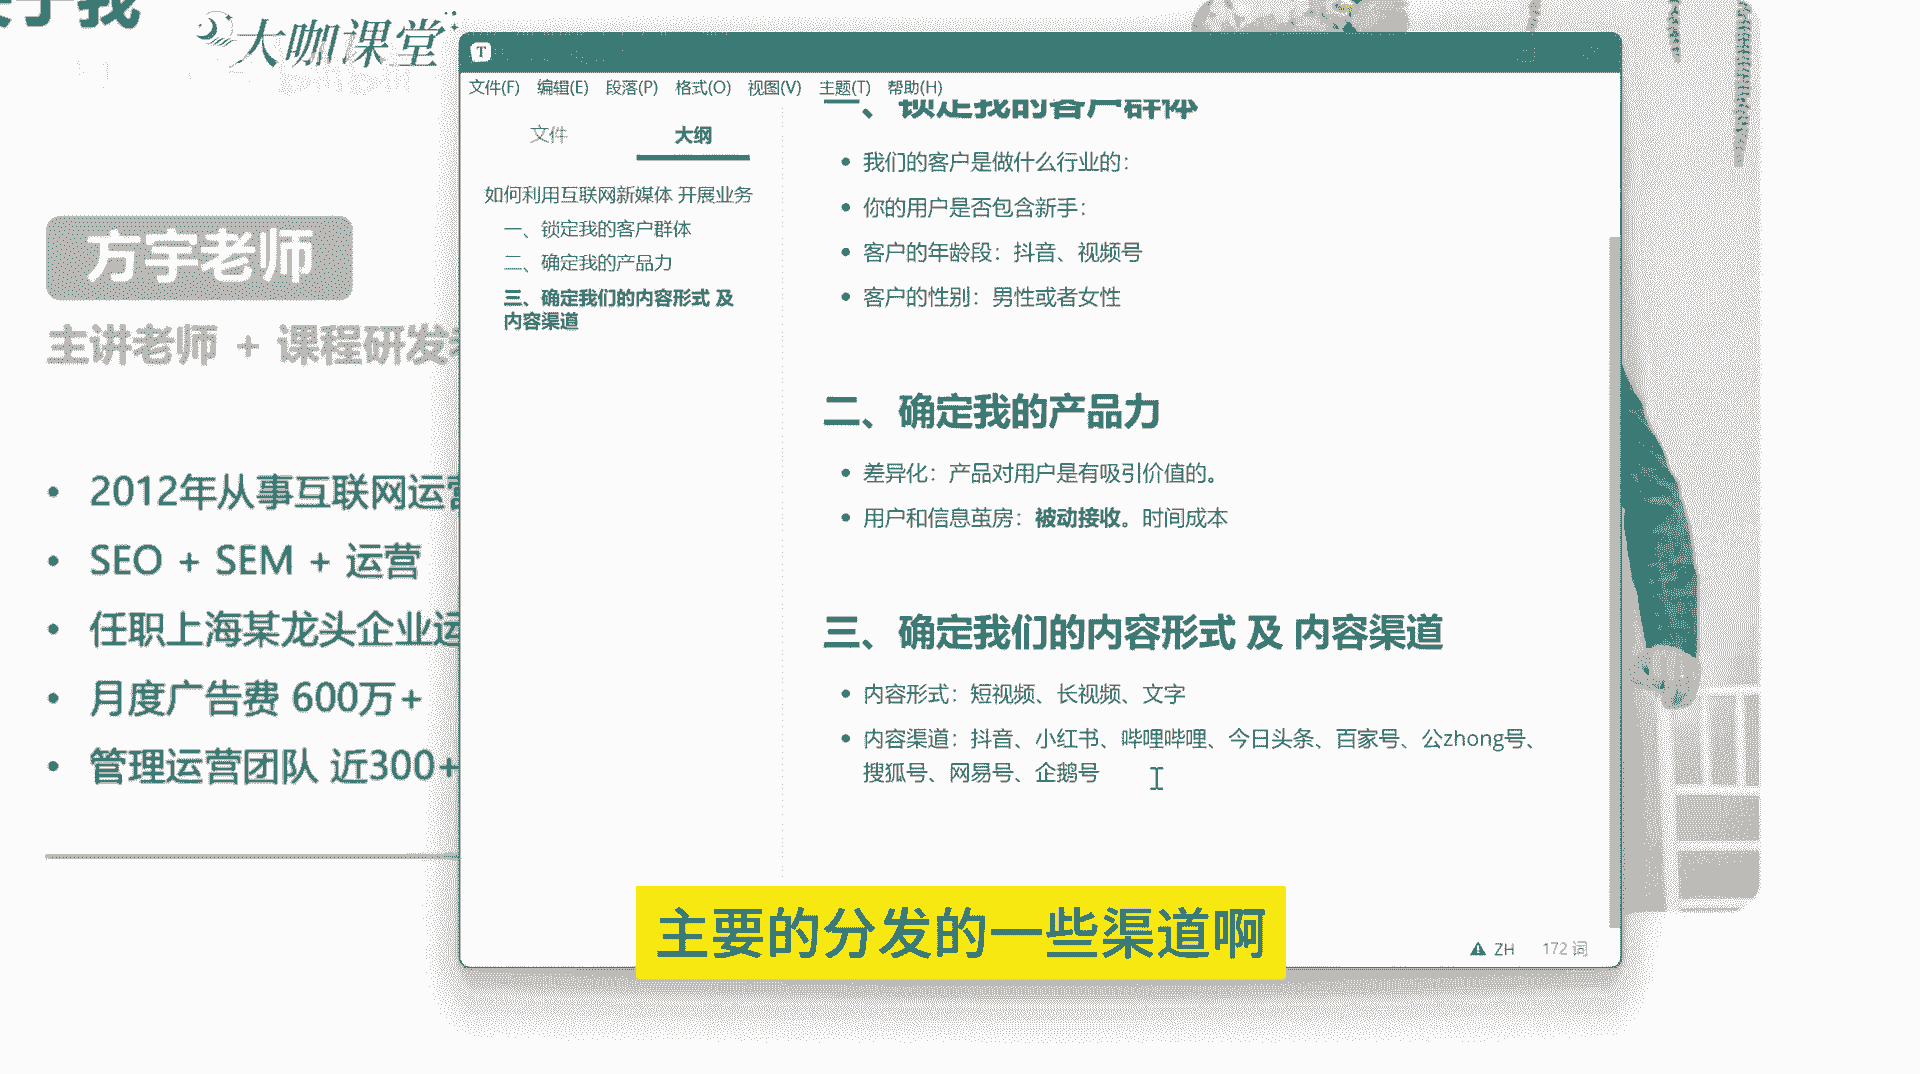 关于我
大咖课堂
bilibili
方宇老师
主讲老师 + 课程研发
2012年从事互联网运营
SEO + SEM + 运营
任职上海某龙头企业运
月度广告费 600万+
管理运营团队 近300+
T
文件(F) 编辑(E) 段落(P) 格式(O) 视图(V) 主题(T) 帮助(H)
文件 大纲
如何利用互联网新媒体 开展业务
一、锁定我的客户群体
二、确定我的产品力
三、确定我们的内容形式 及
内容渠道
一、锁定我的客户群体
我们的客户是做什么行业的：
你的用户是否包含新手：
客户的年龄段：抖音、视频号
客户的性别：男性或者女性
二、确定我的产品力
差异化：产品对用户是有吸引价值的。
用户和信息茧房：被动接收。时间成本
三、确定我们的内容形式 及 内容渠道
内容形式：短视频、长视频、文字
内容渠道：抖音、小红书、哔哩哔哩、今日头条、百家号、公zhong号、
搜狐号、网易号、企鹅号
ZH 172 词
主要的分发的一些渠道啊